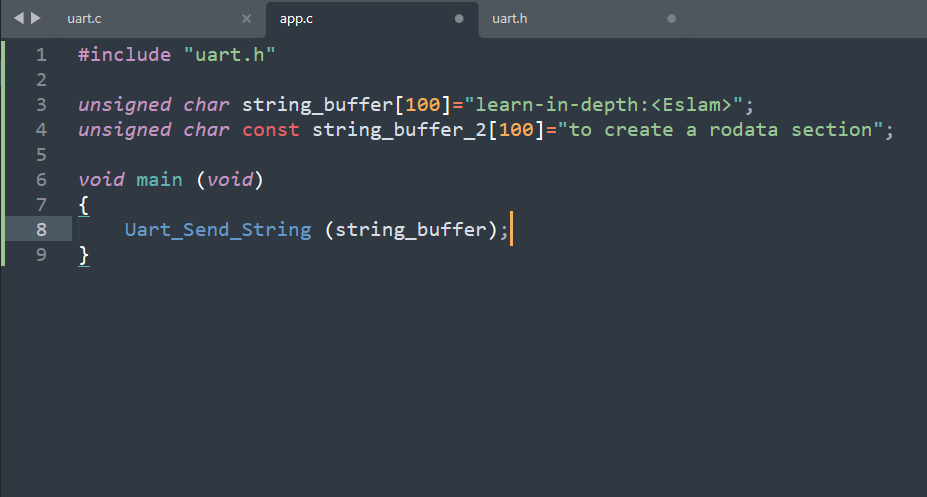 uart.c app.c uart.h
1 #include "uart.h"
2
3 unsigned char string_buffer[100]="learn-in-depth:<Eslam>";
4 unsigned char const string_buffer_2[100]="to create a rodata section";
5
6 void main (void)
7 {
8 Uart_Send_String (string_buffer);
9 }